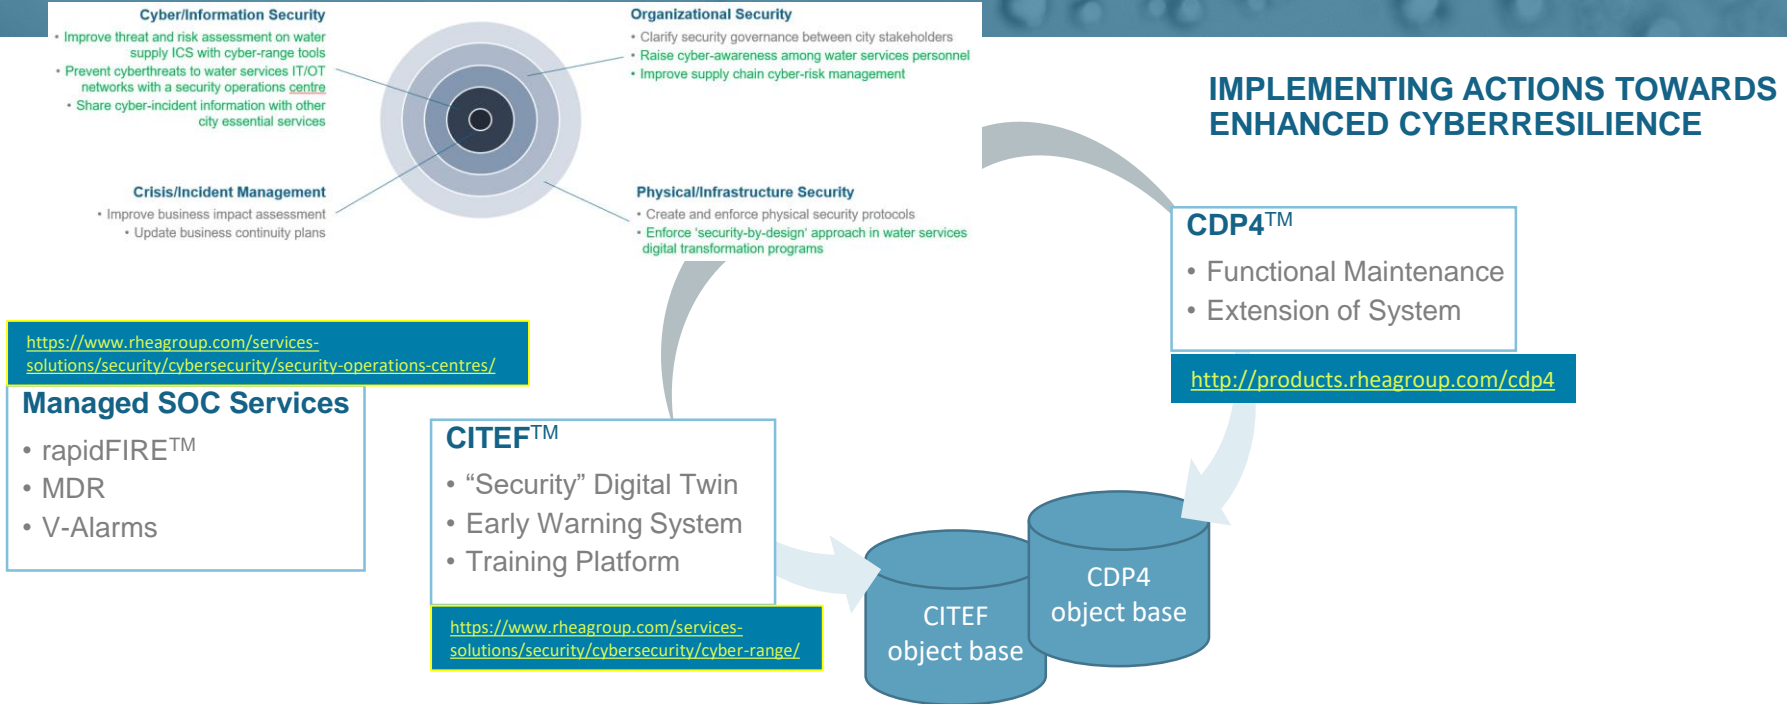 Cyber/Information Security
• Improve threat and risk assessment on water
supply ICS with cyber-range tools
• Prevent cyberthreats to water services IT/OT
networks with a security operations centre
• Share cyber-incident information with other
city essential services
Organizational Security
• Clarify security governance between city stakeholders
• Raise cyber-awareness among water services personnel
• Improve supply chain cyber-risk management
Crisis/Incident Management
• Improve business impact assessment
• Update business continuity plans
Physical/Infrastructure Security
• Create and enforce physical security protocols
• Enforce 'security-by-design' approach in water services
digital transformation programs
IMPLEMENTING ACTIONS TOWARDS
ENHANCED CYBERRESILIENCE
CDP4TM
• Functional Maintenance
• Extension of System
http://products.rheagroup.com/cdp4
https://www.rheagroup.com/services-
solutions/security/cybersecurity/security-operations-centres/
Managed SOC Services
• rapidFIRETM
• MDR
• V-Alarms
CITEFTM
• “Security” Digital Twin
• Early Warning System
• Training Platform
https://www.rheagroup.com/services-
solutions/security/cybersecurity/cyber-range/
CITEF
object base
CDP4
object base